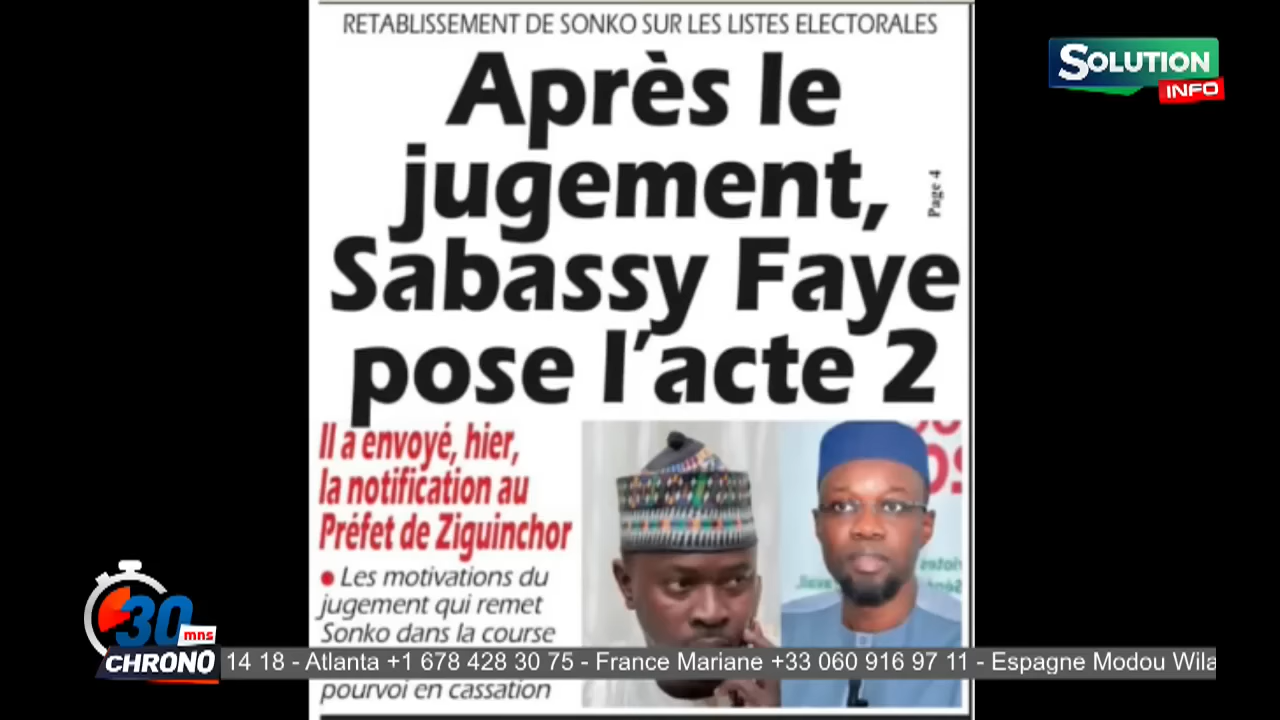 RETABLISSEMENT DE SONKO SUR LES LISTES ELECTORALES
Après le
jugement,
Sabassy Faye
pose l'acte 2
Page 4
Il a envoyé, hier,
la notification au
Préfet de Ziguinchor
• Les motivations du
jugement qui remet
Sonko dans la course
pourvoi en cassation
SOLUTION
INFO
30
mns
CHRONO
14 18 - Atlanta +1 678 428 30 75 - France Mariane +33 060 916 97 11 - Espagne Modou Wila